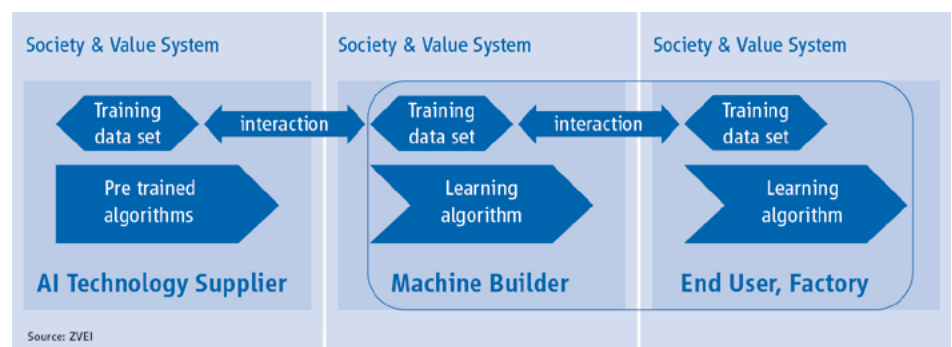 Society & Value System
Society & Value System
Society & Value System
Training
data set
interaction
Training
data set
interaction
Training
data set
Pre trained
algorithms
Learning
algorithm
Learning
algorithm
AI Technology Supplier
Machine Builder
End User, Factory
Source: ZVEI